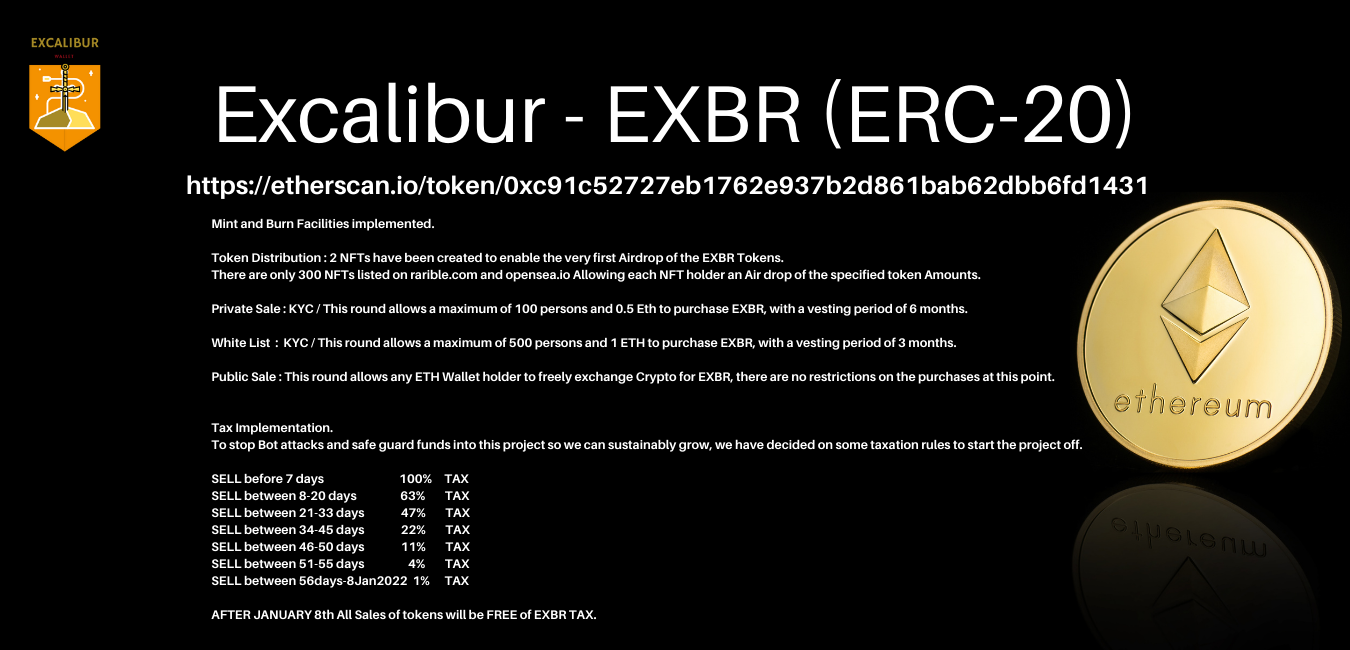 EXCALIBUR
WALLET
Excalibur - EXBR (ERC-20)
https://etherscan.io/token/0xc91c52727eb1762e937b2d861bab62dbb6fd1431
Mint and Burn Facilities implemented.
Token Distribution : 2 NFTs have been created to enable the very first Airdrop of the EXBR Tokens.
There are only 300 NFTs listed on rarible.com and opensea.io Allowing each NFT holder an Air drop of the specified token Amounts.
Private Sale : KYC / This round allows a maximum of 100 persons and 0.5 Eth to purchase EXBR, with a vesting period of 6 months.
White List : KYC / This round allows a maximum of 500 persons and 1 ETH to purchase EXBR, with a vesting period of 3 months.
Public Sale : This round allows any ETH Wallet holder to freely exchange Crypto for EXBR, there are no restrictions on the purchases at this point.
Tax Implementation.
To stop Bot attacks and safe guard funds into this project so we can sustainably grow, we have decided on some taxation rules to start the project off.
SELL before 7 days 100% TAX
SELL between 8-20 days 63% TAX
SELL between 21-33 days 47% TAX
SELL between 34-45 days 22% TAX
SELL between 46-50 days 11% TAX
SELL between 51-55 days 4% TAX
SELL between 56days-8Jan2022 1% TAX
AFTER JANUARY 8th All Sales of tokens will be FREE of EXBR TAX.
ethereum
ethereum